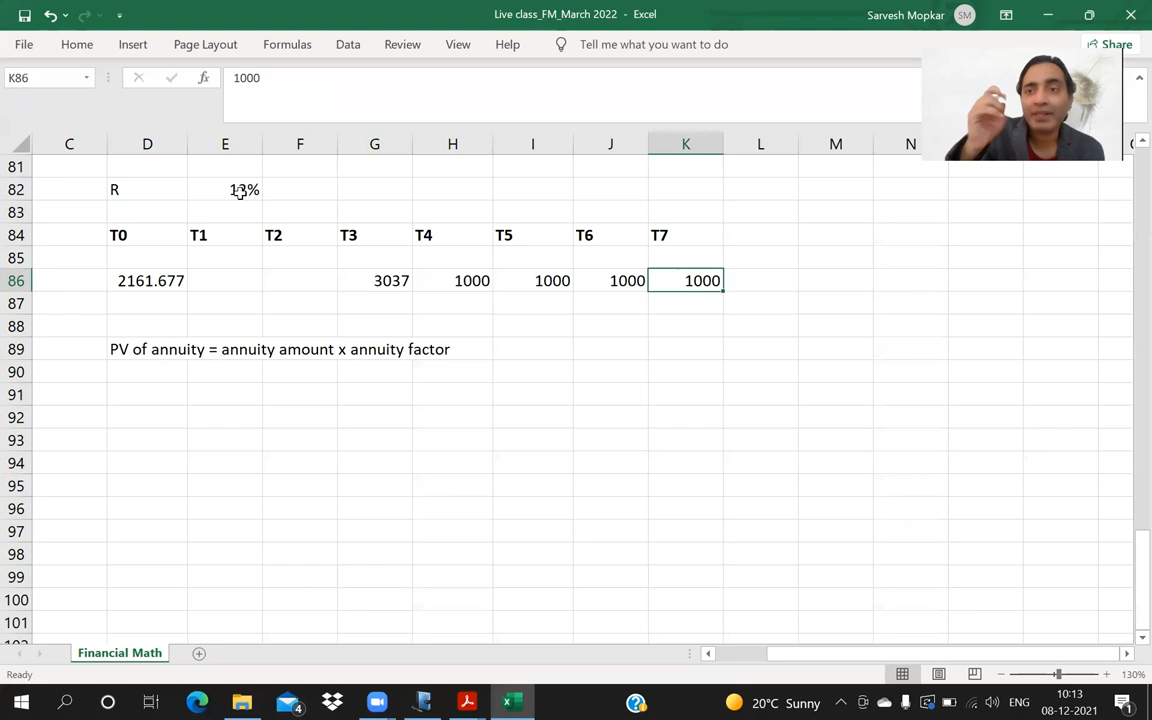 Live class_FM_March 2022 - Excel
Sarvesh Mopkar SM
File Home Insert Page Layout Formulas Data Review View Help Tell me what you want to do Share
K86 fx 1000
C D E F G H I J K L M N
81
82 R
83
84 T0 T1 T2 T3 T4 T5 T6 T7
85
86 2161.677 3037 1000 1000 1000 1000
87
88
89 PV of annuity = annuity amount x annuity factor
90
91
92
93
94
95
96
97
98
99
100
101
Financial Math
Ready 130%
4 20°C Sunny ENG 10:13 1
08-12-2021